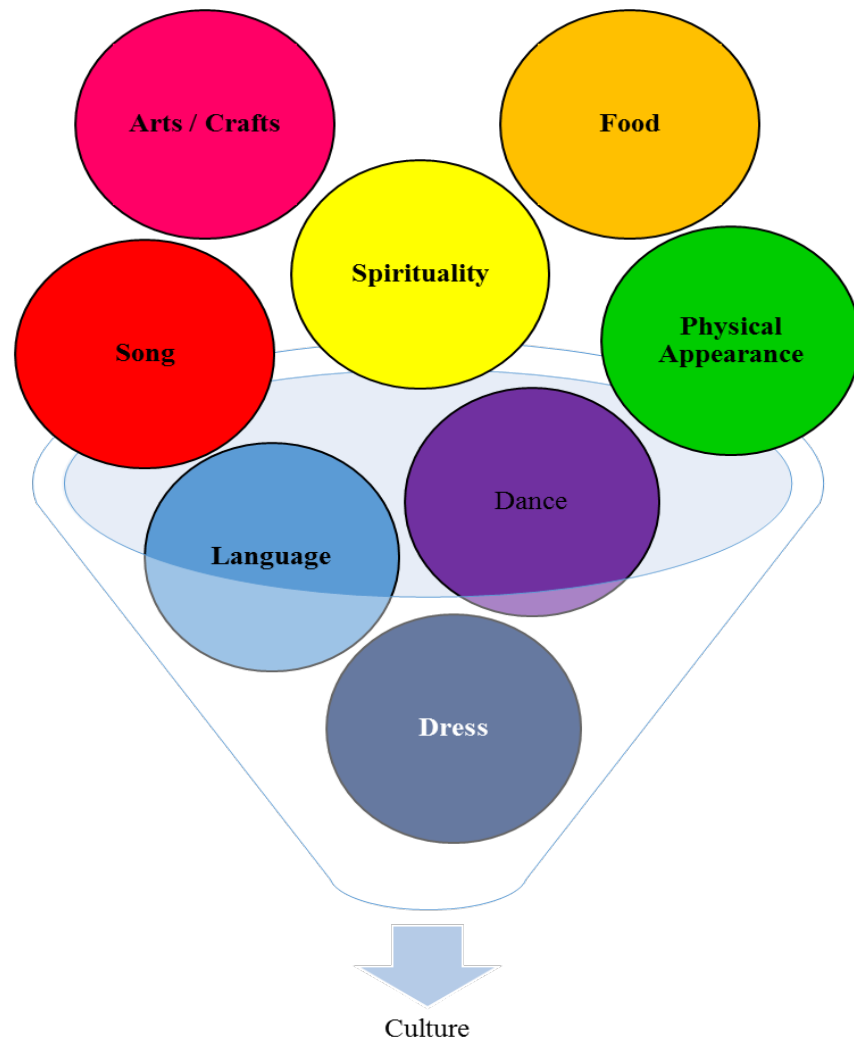 Arts / Crafts
Food
Spirituality
Song
Physical
Appearance
Language
Dance
Dress
Culture